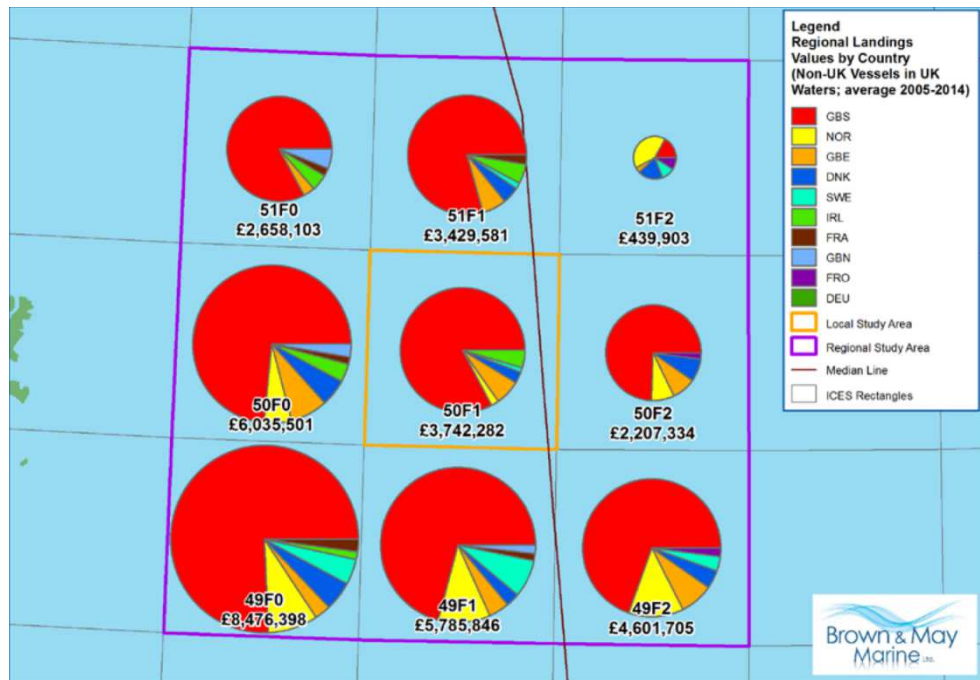 Legend
Regional Landings
Values by Country
(Non-UK Vessels in UK
Waters; average 2005-2014)
GBS
NOR
GBE
DNK
SWE
IRL
FRA
GBN
FRO
DEU
Local Study Area
Regional Study Area
Median Line
ICES Rectangles
51F0
£2,658,103
51F1
£3,429,581
51F2
£439,903
50F0
£6,035,501
50F1
£3,742,282
50F2
£2,207,334
49F0
£8,476,398
49F1
£5,785,846
49F2
£4,601,705
Brown & May
Marine Ltd.